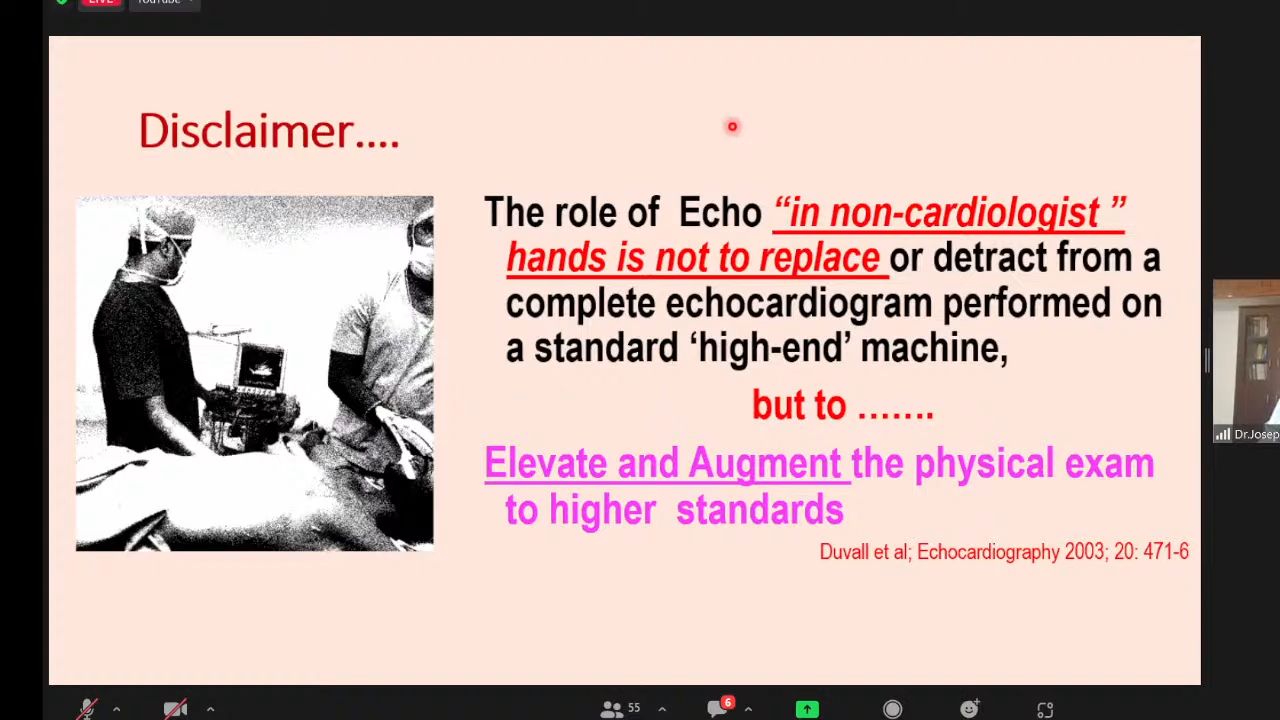 LIVE
YouTube
Disclaimer....
The role of Echo “in non-cardiologist ”
hands is not to replace or detract from a
complete echocardiogram performed on
a standard ‘high-end’ machine,
but to …….
Elevate and Augment the physical exam
to higher standards
Duvall et al; Echocardiography 2003; 20: 471-6
Dr.Josep
55
6